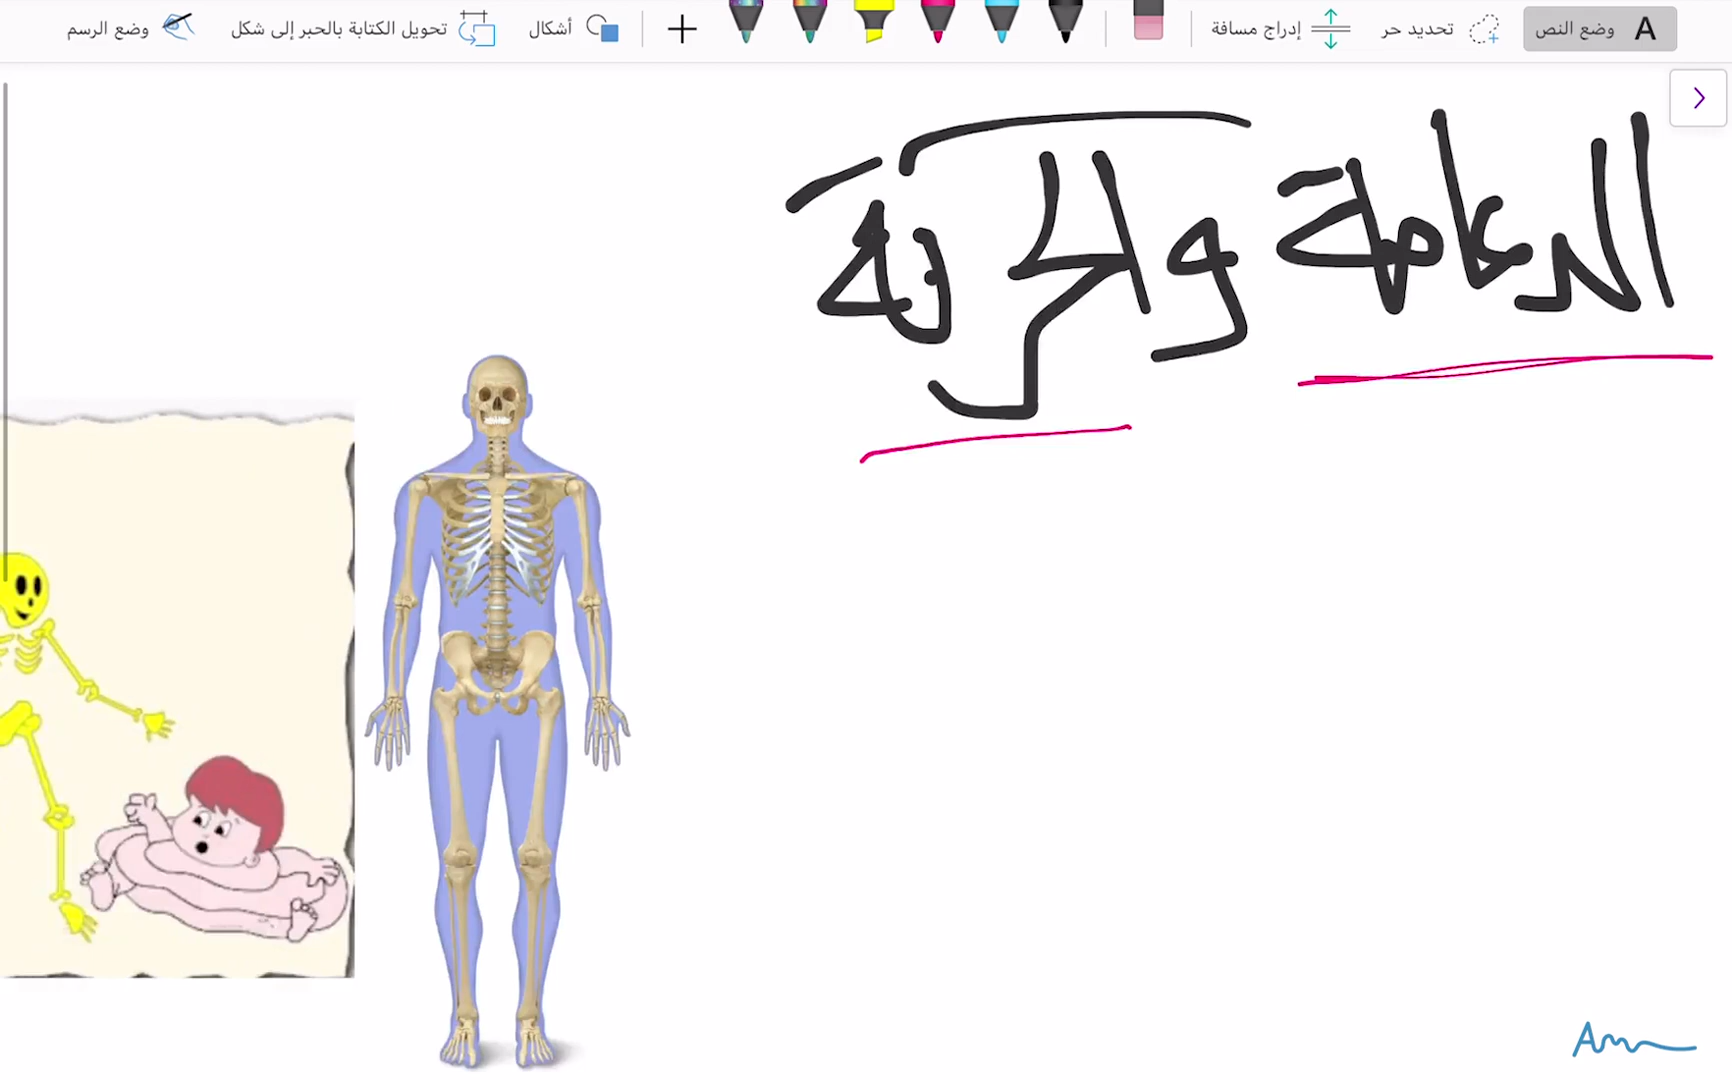 A وضع النص تحديد حر إدراج مسافة أشكال تحويل الكتابة بالحبر إلى شكل وضع الرسم
الدعامة والحركة